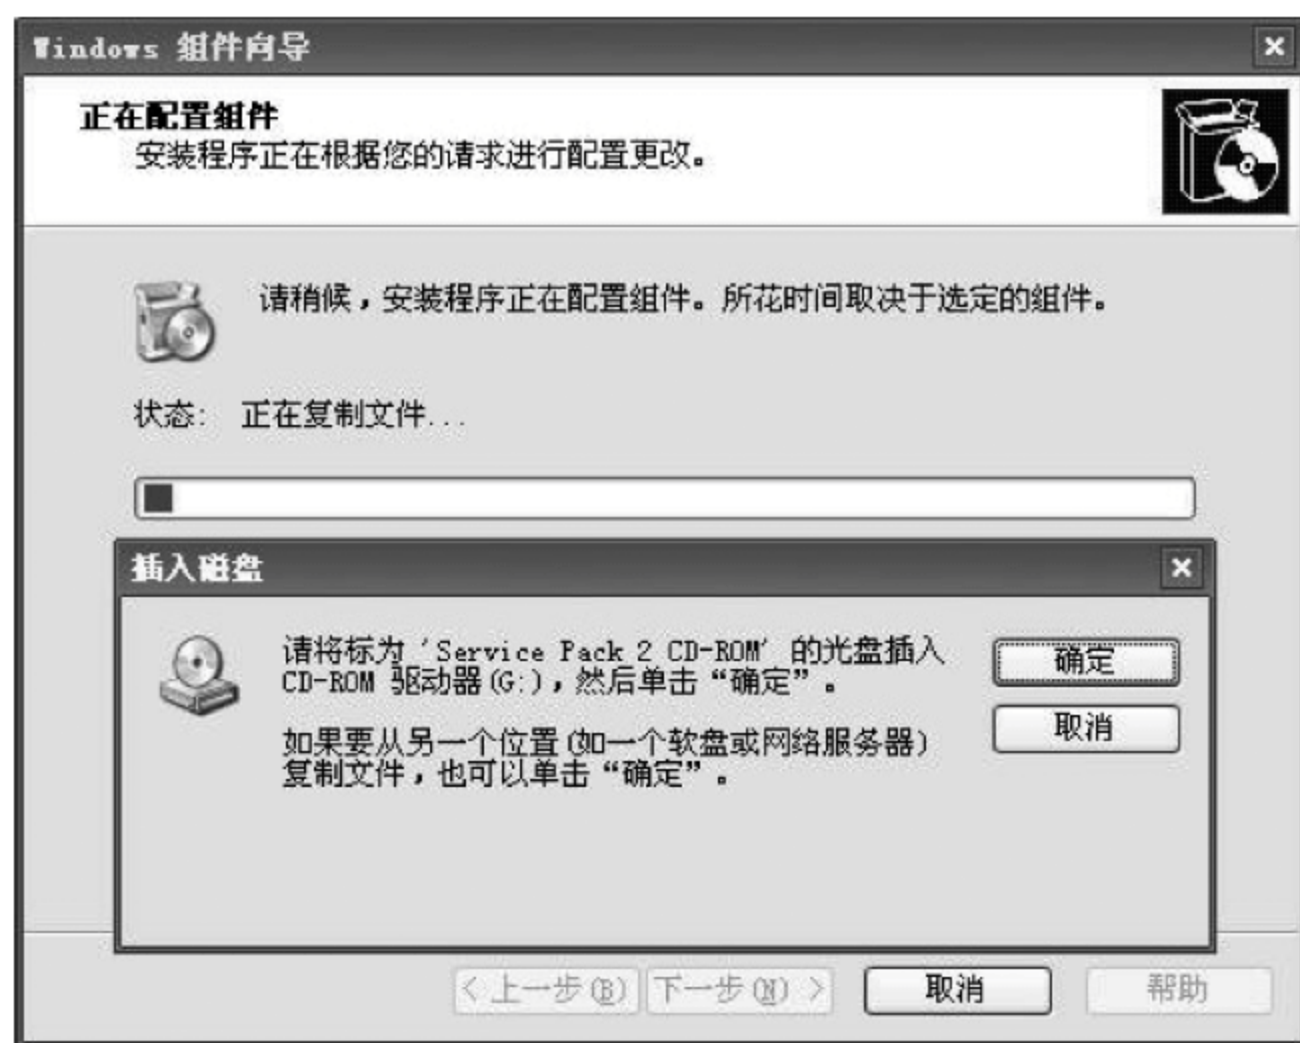 Windows 组件向导
正在配置组件
安装程序正在根据您的请求进行配置更改。
请稍候，安装程序正在配置组件。所花时间取决于选定的组件。
状态: 正在复制文件...
插入磁盘
请将标为 'Service Pack 2 CD-ROM' 的光盘插入
CD-ROM 驱动器(G:)，然后单击“确定”。
如果要从另一个位置(如一个软盘或网络服务器)
复制文件，也可以单击“确定”。
确定
取消
< 上一步(B)
下一步(N) >
取消
帮助